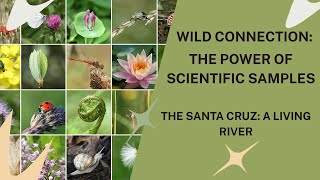 WILD CONNECTION:
THE POWER OF
SCIENTIFIC SAMPLES
THE SANTA CRUZ: A LIVING
RIVER